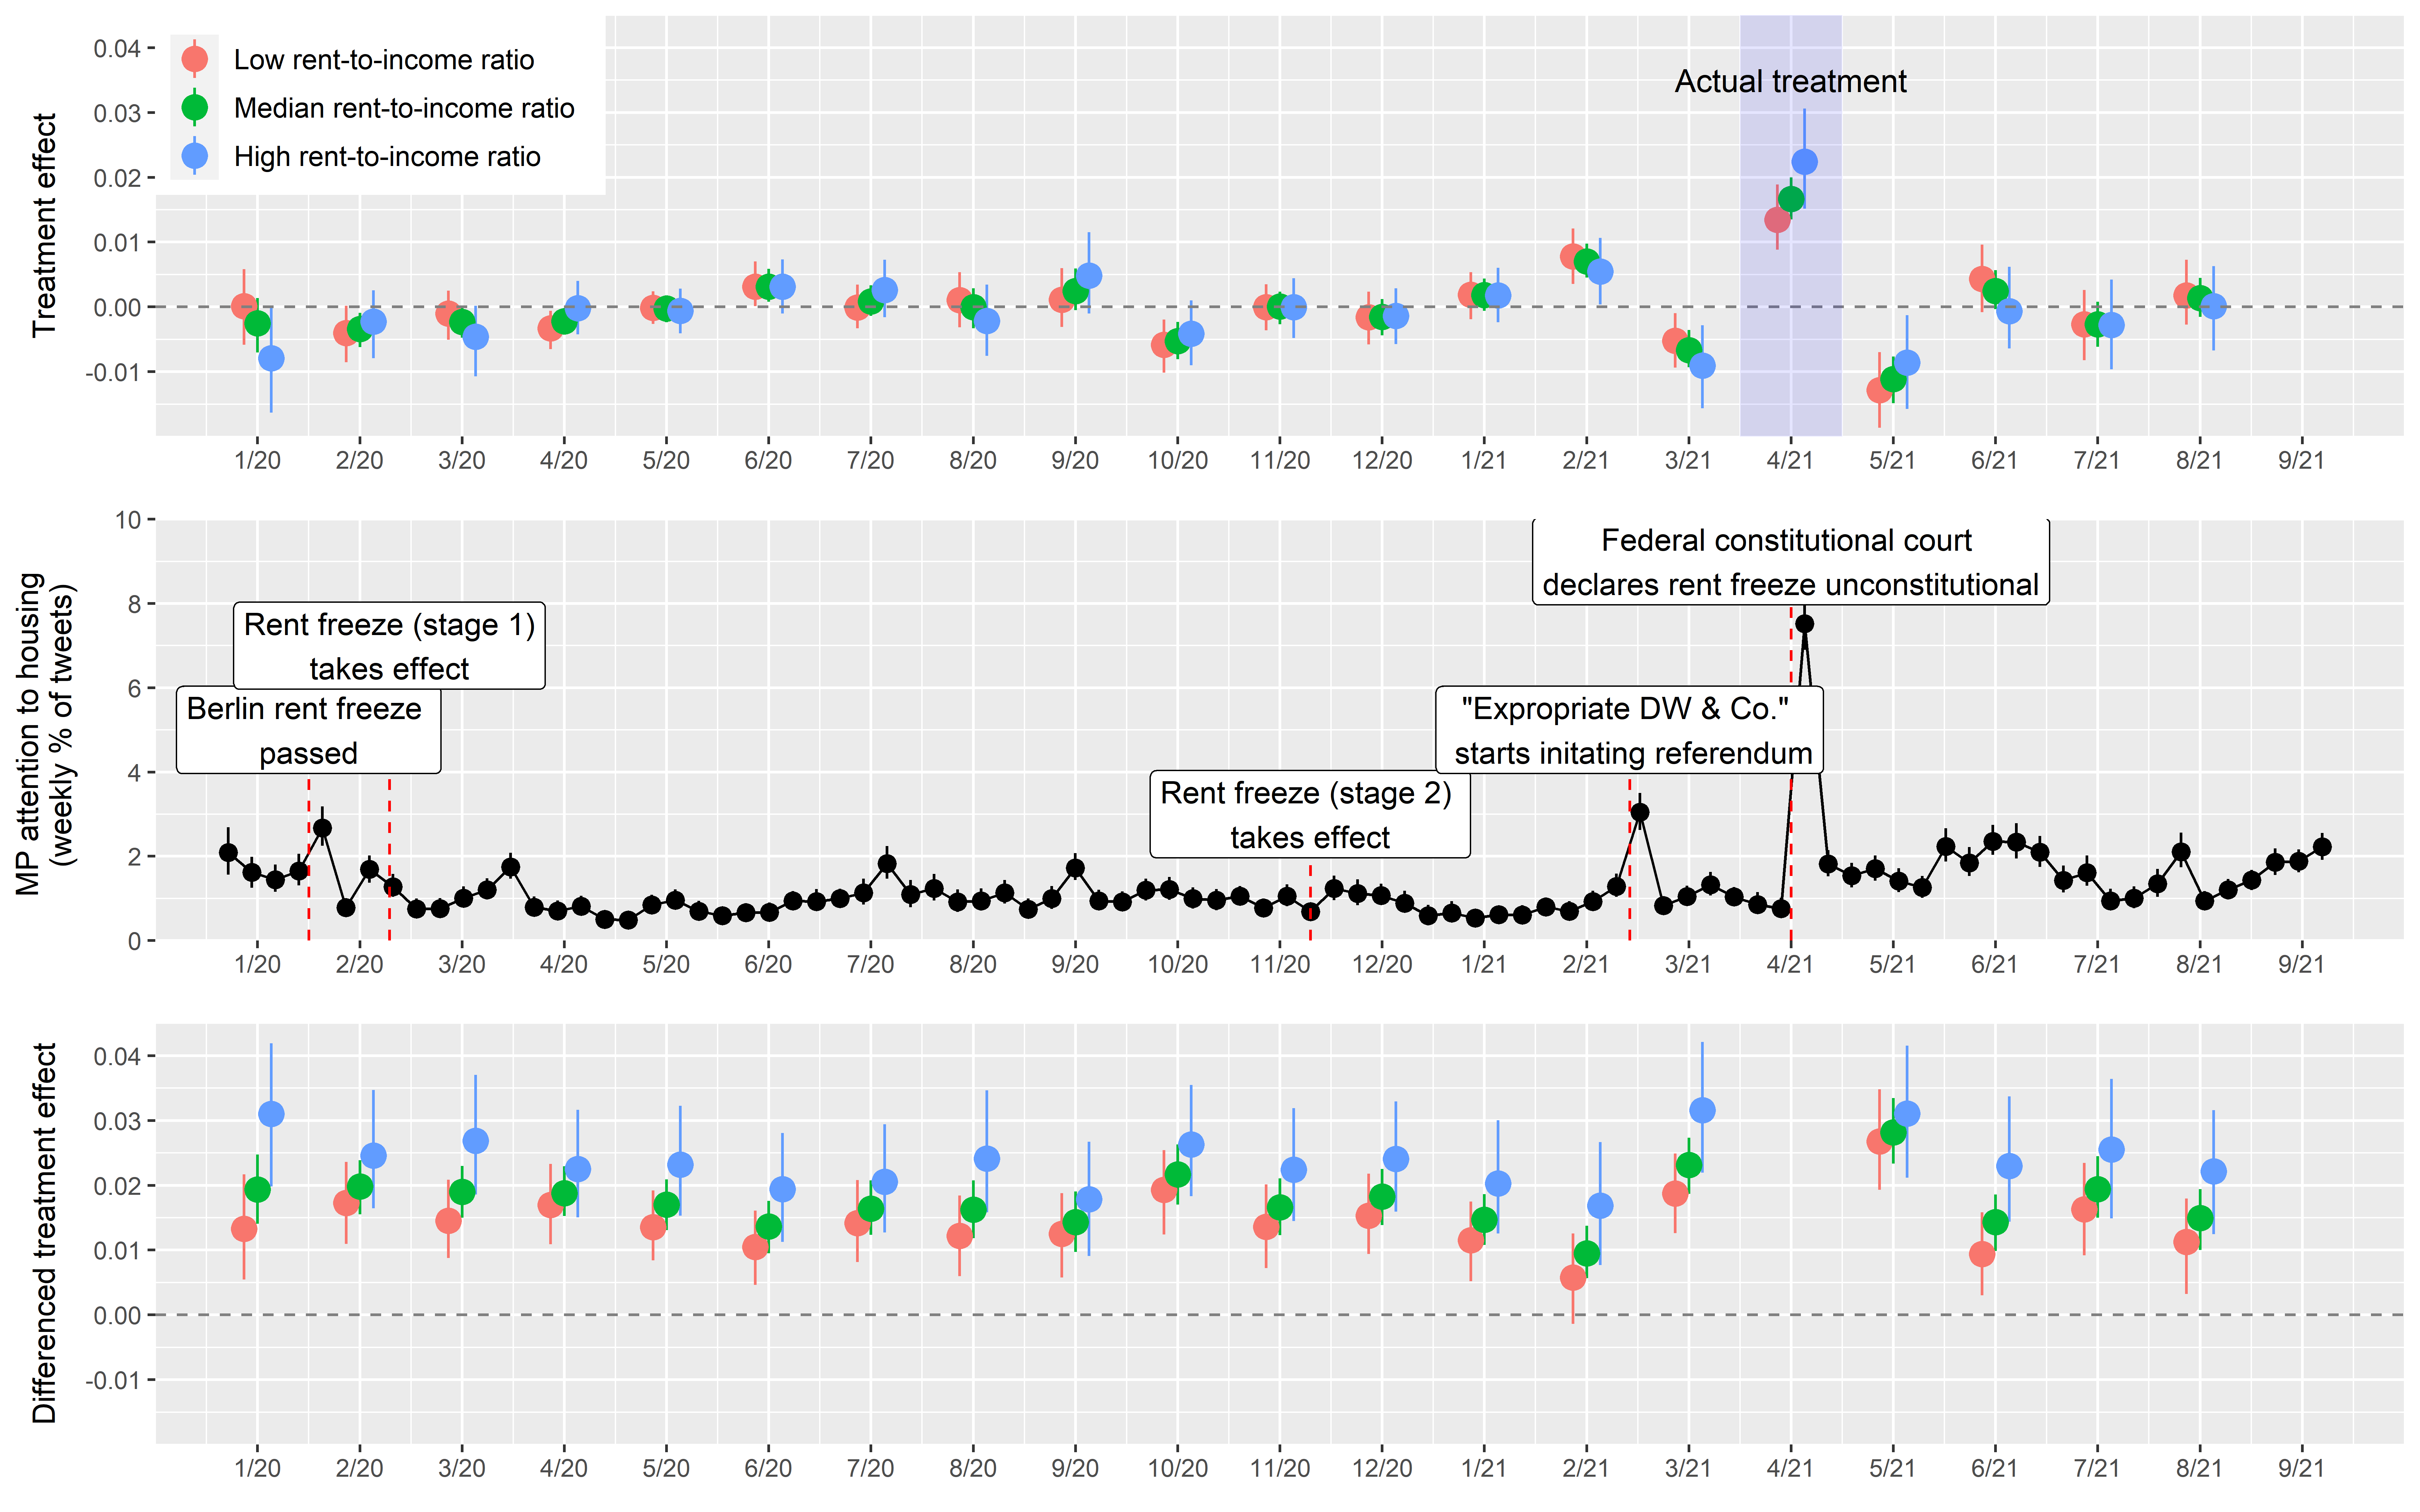 Treatment effect
0.04
0.03
0.02
0.01
0.00
-0.01
Low rent-to-income ratio
Median rent-to-income ratio
High rent-to-income ratio
Actual treatment
1/20 2/20 3/20 4/20 5/20 6/20 7/20 8/20 9/20 10/20 11/20 12/20 1/21 2/21 3/21 4/21 5/21 6/21 7/21 8/21 9/21
MP attention to housing
(weekly % of tweets)
10
8
6
4
2
0
Berlin rent freeze
passed
Rent freeze (stage 1)
takes effect
Rent freeze (stage 2)
takes effect
"Expropriate DW & Co."
starts initating referendum
Federal constitutional court
declares rent freeze unconstitutional
1/20 2/20 3/20 4/20 5/20 6/20 7/20 8/20 9/20 10/20 11/20 12/20 1/21 2/21 3/21 4/21 5/21 6/21 7/21 8/21 9/21
Differenced treatment effect
0.04
0.03
0.02
0.01
0.00
-0.01
1/20 2/20 3/20 4/20 5/20 6/20 7/20 8/20 9/20 10/20 11/20 12/20 1/21 2/21 3/21 4/21 5/21 6/21 7/21 8/21 9/21